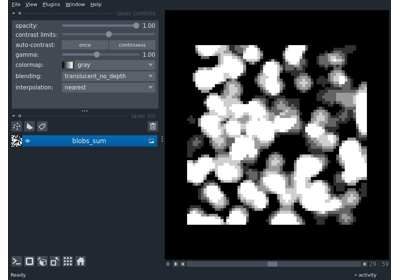 File View Plugins Window Help
layer controls
opacity: 1.00
contrast limits:
auto-contrast: once continuous
gamma: 1.00
colormap: gray
blending: translucent_no_depth
interpolation: nearest
layer list
blobs_sum
29 59
Ready
activity